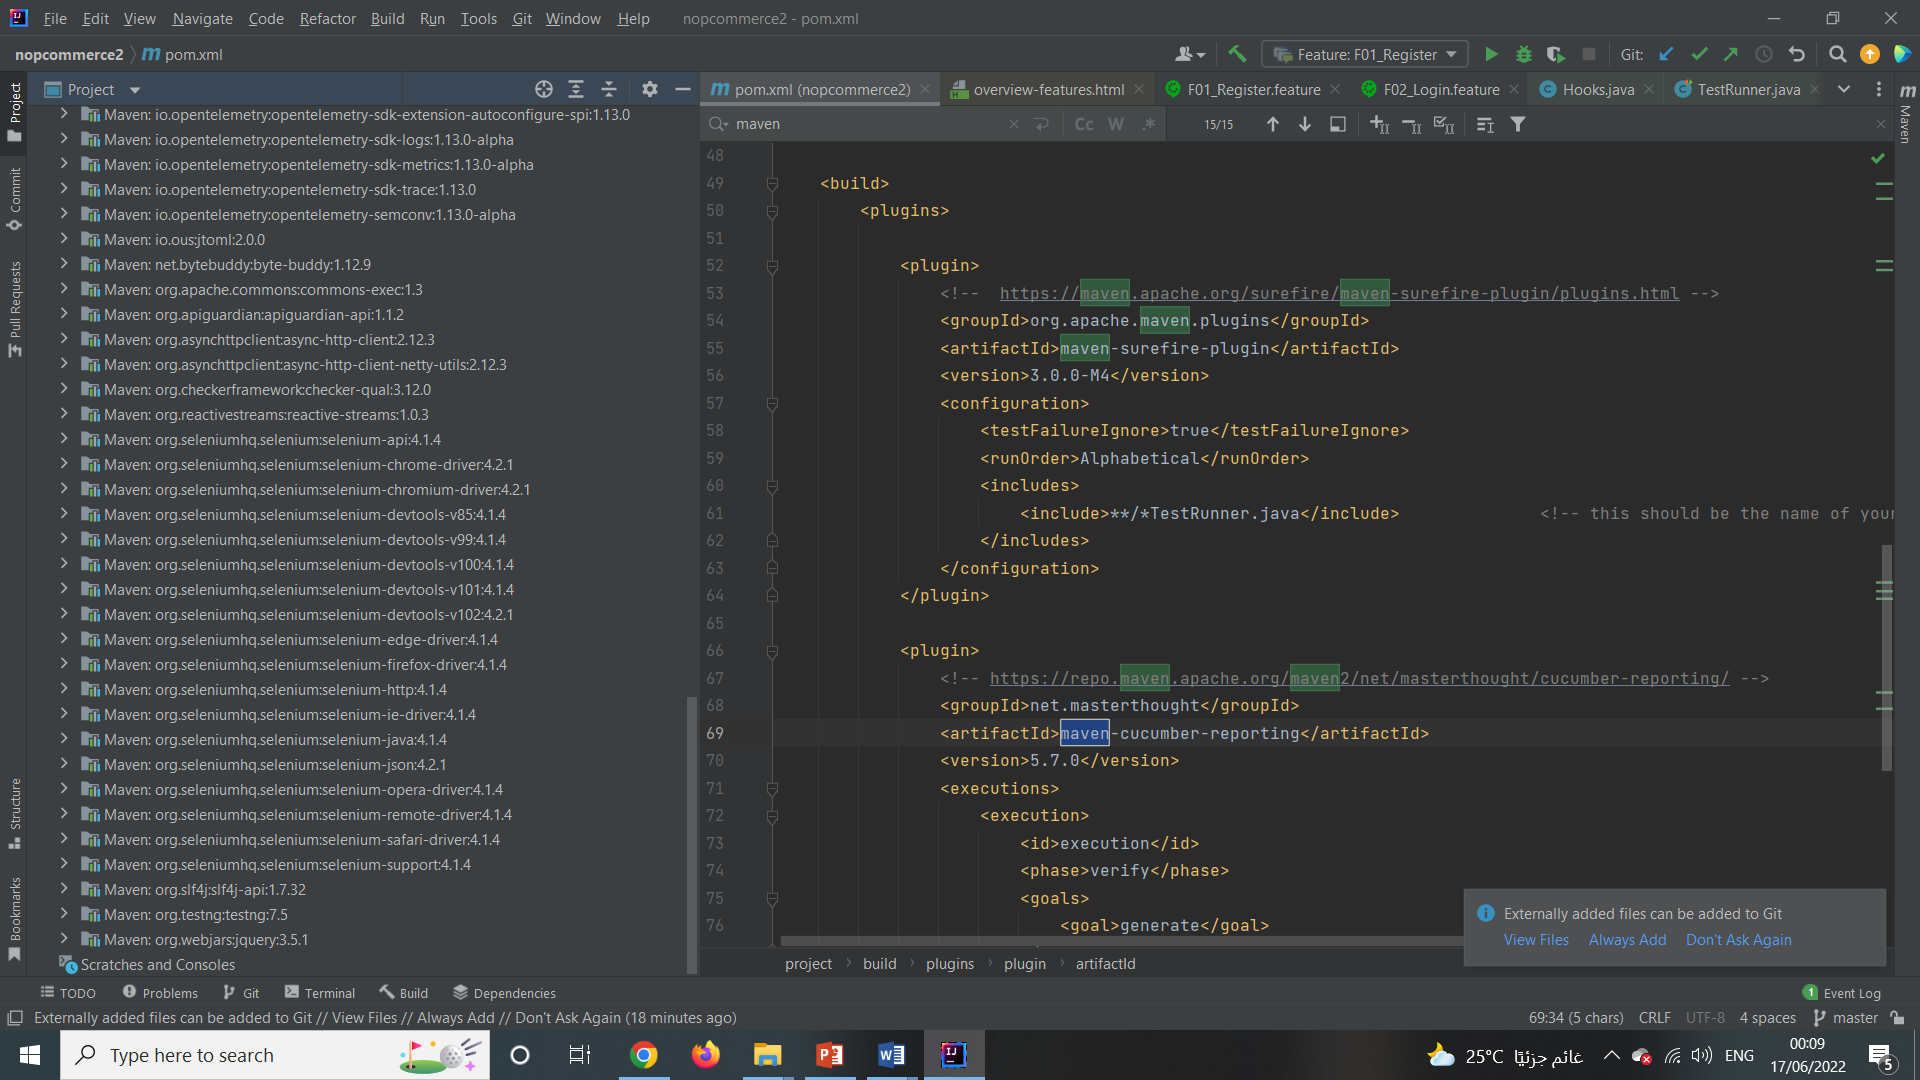 File Edit View Navigate Code Refactor Build Run Tools Git Window Help nopcommerce2 - pom.xml
nopcommerce2 pom.xml Feature: F01_Register Git:
Project
pom.xml (nopcommerce2) overview-features.html F01_Register.feature F02_Login.feature Hooks.java TestRunner.java
maven Cc W .* 15/15
Project
Commit
Pull Requests
Structure
Bookmarks
Maven
Maven: io.opentelemetry:opentelemetry-sdk-extension-autoconfigure-spi:1.13.0
Maven: io.opentelemetry:opentelemetry-sdk-logs:1.13.0-alpha
Maven: io.opentelemetry:opentelemetry-sdk-metrics:1.13.0-alpha
Maven: io.opentelemetry:opentelemetry-sdk-trace:1.13.0
Maven: io.opentelemetry:opentelemetry-semconv:1.13.0-alpha
Maven: io.ous:jtoml:2.0.0
Maven: net.bytebuddy:byte-buddy:1.12.9
Maven: org.apache.commons:commons-exec:1.3
Maven: org.apiguardian:apiguardian-api:1.1.2
Maven: org.asynchttpclient:async-http-client:2.12.3
Maven: org.asynchttpclient:async-http-client-netty-utils:2.12.3
Maven: org.checkerframework:checker-qual:3.12.0
Maven: org.reactivestreams:reactive-streams:1.0.3
Maven: org.seleniumhq.selenium:selenium-api:4.1.4
Maven: org.seleniumhq.selenium:selenium-chrome-driver:4.2.1
Maven: org.seleniumhq.selenium:selenium-chromium-driver:4.2.1
Maven: org.seleniumhq.selenium:selenium-devtools-v85:4.1.4
Maven: org.seleniumhq.selenium:selenium-devtools-v99:4.1.4
Maven: org.seleniumhq.selenium:selenium-devtools-v100:4.1.4
Maven: org.seleniumhq.selenium:selenium-devtools-v101:4.1.4
Maven: org.seleniumhq.selenium:selenium-devtools-v102:4.2.1
Maven: org.seleniumhq.selenium:selenium-edge-driver:4.1.4
Maven: org.seleniumhq.selenium:selenium-firefox-driver:4.1.4
Maven: org.seleniumhq.selenium:selenium-http:4.1.4
Maven: org.seleniumhq.selenium:selenium-ie-driver:4.1.4
Maven: org.seleniumhq.selenium:selenium-java:4.1.4
Maven: org.seleniumhq.selenium:selenium-json:4.2.1
Maven: org.seleniumhq.selenium:selenium-opera-driver:4.1.4
Maven: org.seleniumhq.selenium:selenium-remote-driver:4.1.4
Maven: org.seleniumhq.selenium:selenium-safari-driver:4.1.4
Maven: org.seleniumhq.selenium:selenium-support:4.1.4
Maven: org.slf4j:slf4j-api:1.7.32
Maven: org.testng:testng:7.5
Maven: org.webjars:jquery:3.5.1
Scratches and Consoles
48
49 <build>
50 <plugins>
51
52 <plugin>
53 <!--  https://maven.apache.org/surefire/maven-surefire-plugin/plugins.html -->
54 <groupId>org.apache.maven.plugins</groupId>
55 <artifactId>maven-surefire-plugin</artifactId>
56 <version>3.0.0-M4</version>
57 <configuration>
58 <testFailureIgnore>true</testFailureIgnore>
59 <runOrder>Alphabetical</runOrder>
60 <includes>
61 <include>**/*TestRunner.java</include> <!-- this should be the name of your
62 </includes>
63 </configuration>
64 </plugin>
65
66 <plugin>
67 <!-- https://repo.maven.apache.org/maven2/net/masterthought/cucumber-reporting/ -->
68 <groupId>net.masterthought</groupId>
69 <artifactId>maven-cucumber-reporting</artifactId>
70 <version>5.7.0</version>
71 <executions>
72 <execution>
73 <id>execution</id>
74 <phase>verify</phase>
75 <goals>
76 <goal>generate</goal>
Externally added files can be added to Git
View Files Always Add Don't Ask Again
project build plugins plugin artifactId
TODO Problems Git Terminal Build Dependencies 1 Event Log
Externally added files can be added to Git // View Files // Always Add // Don't Ask Again (18 minutes ago) 69:34 (5 chars) CRLF UTF-8 4 spaces master
Type here to search 25°C غائم جزئيًا ENG 00:09
17/06/2022 5